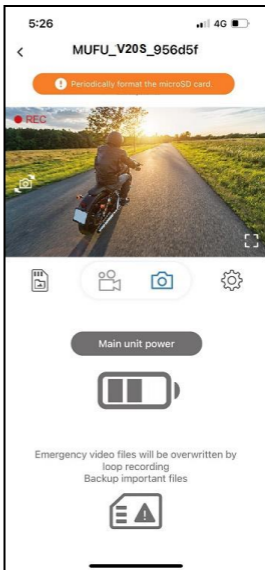 5:26
4G
MUFU_V20S_956d5f
Periodically format the microSD card
REC
Main unit power
Emergency video files will be overwritten by
loop recording
Backup important files